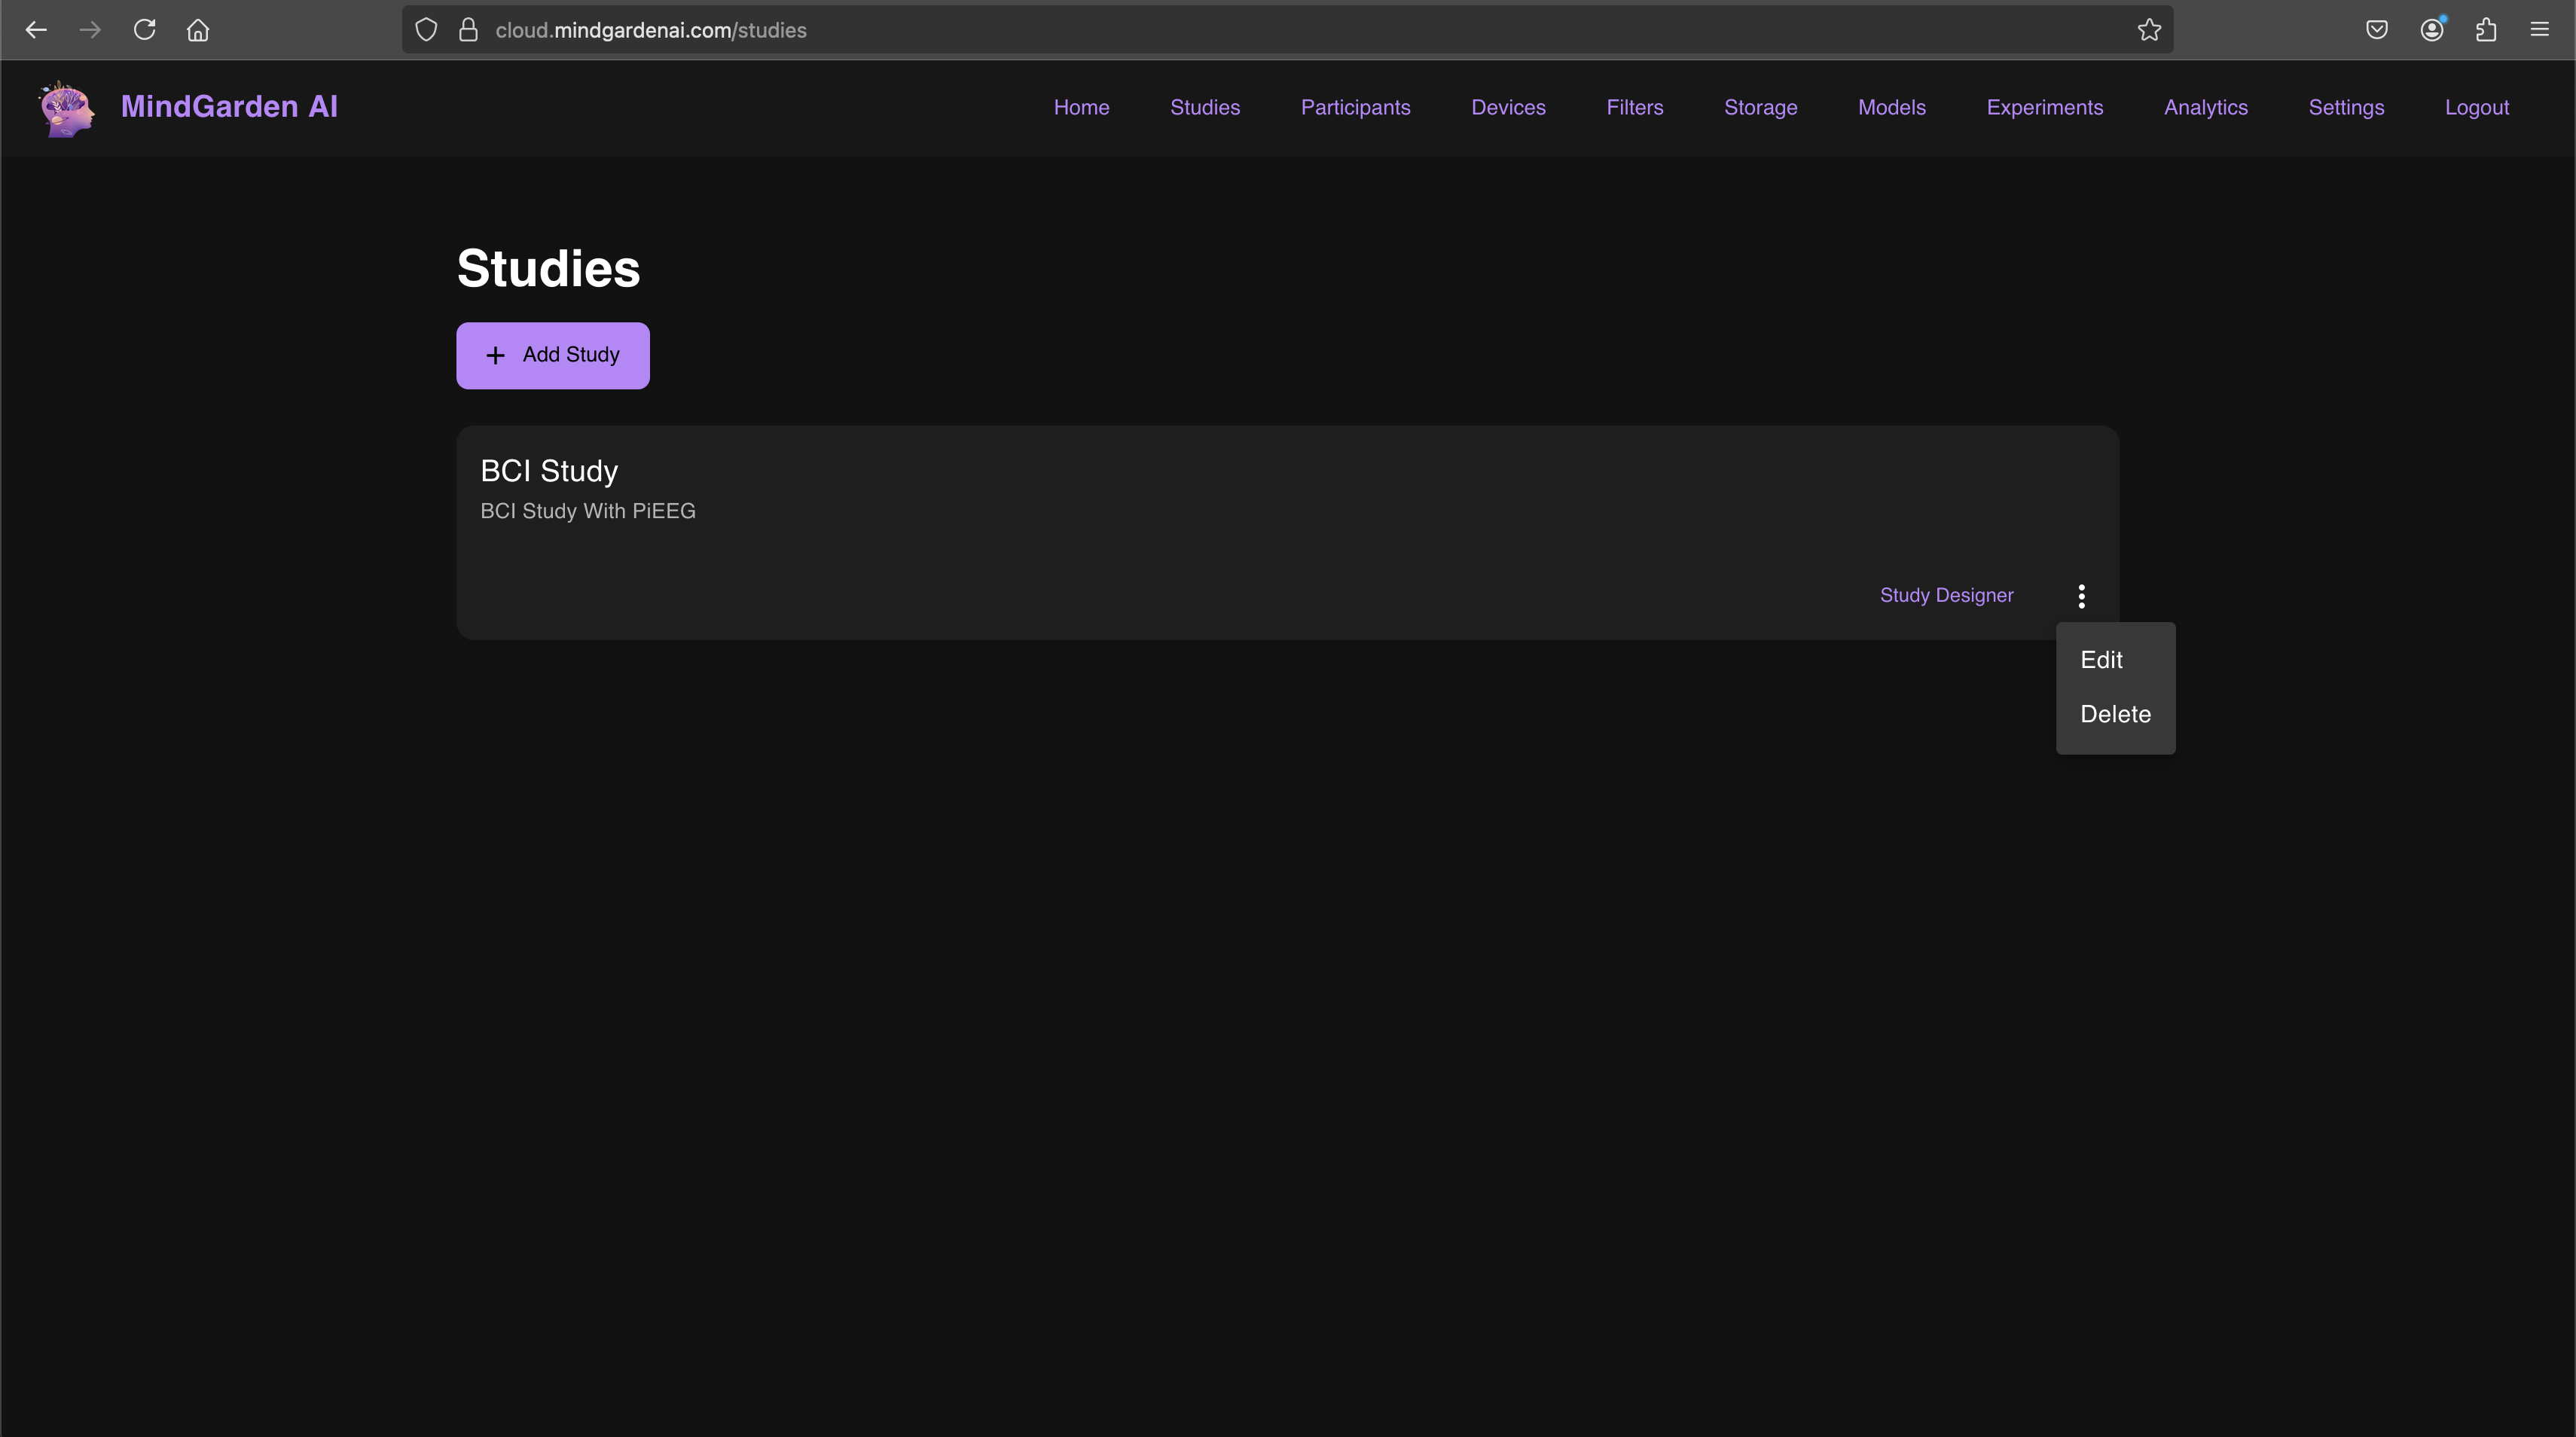 cloud.mindgardenai.com/studies
MindGarden AI
Home Studies Participants Devices Filters Storage Models Experiments Analytics Settings Logout
Studies
+ Add Study
BCI Study
BCI Study With PiEEG
Study Designer
Edit
Delete